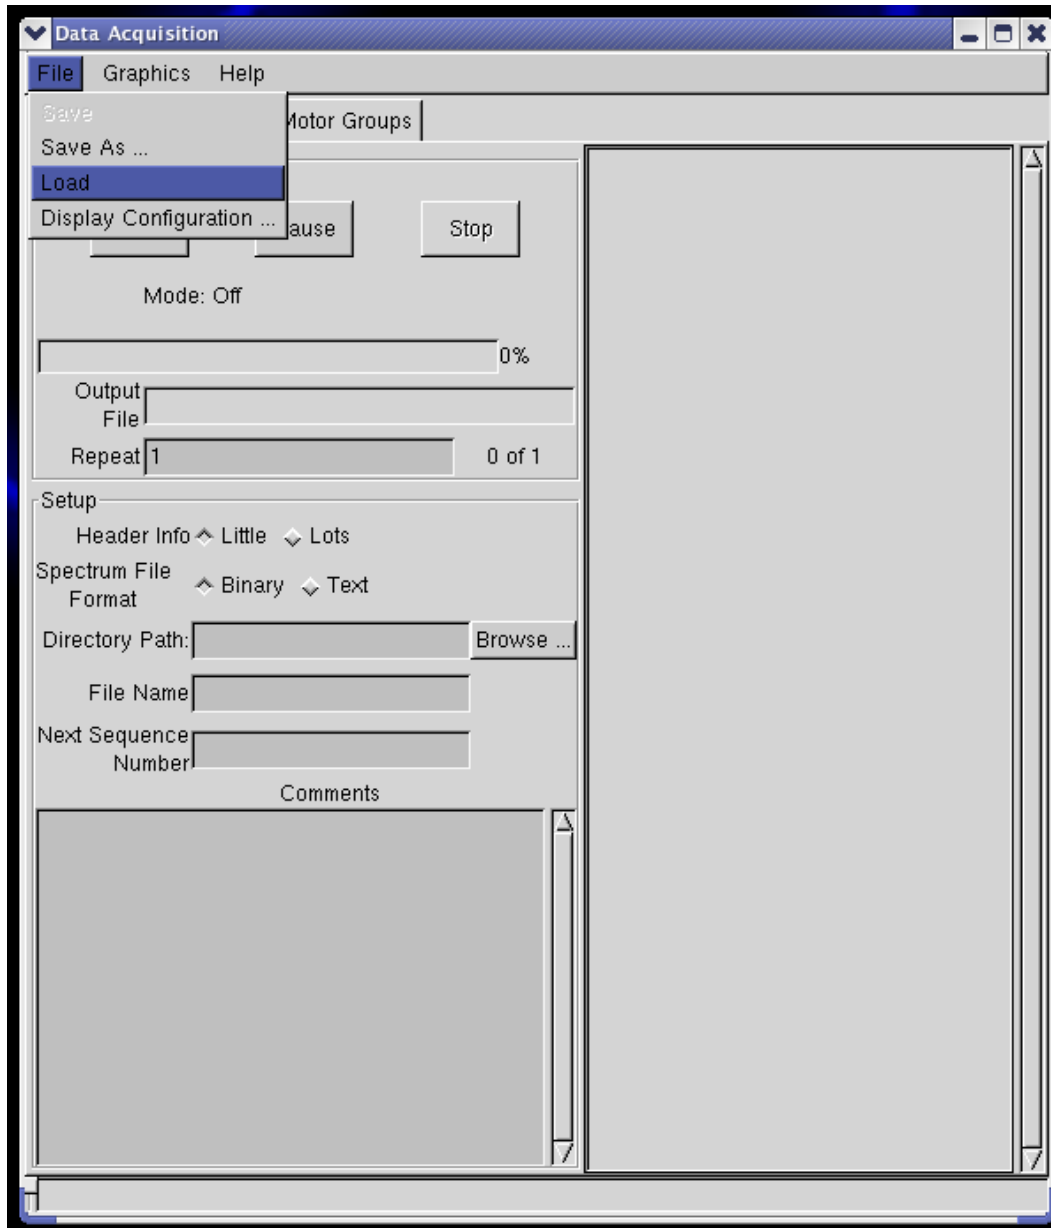 Data Acquisition
File Graphics Help
Save
Motor Groups
Save As ...
Load
Display Configuration ...
ause Stop
Mode: Off
0%
Output
File
Repeat 1 0 of 1
Setup
Header Info Little Lots
Spectrum File
Format
Binary Text
Directory Path: Browse ...
File Name
Next Sequence
Number
Comments